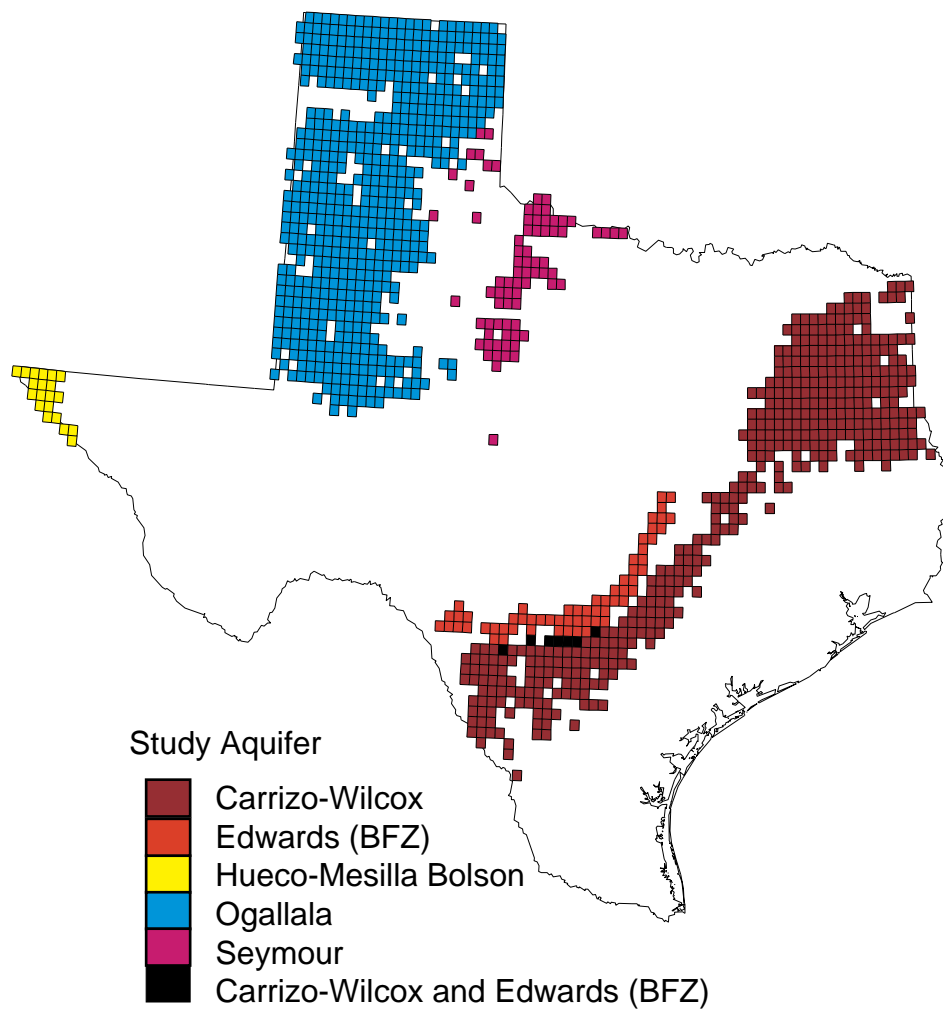 Study Aquifer
Carrizo-Wilcox
Edwards (BFZ)
Hueco-Mesilla Bolson
Ogallala
Seymour
Carrizo-Wilcox and Edwards (BFZ)